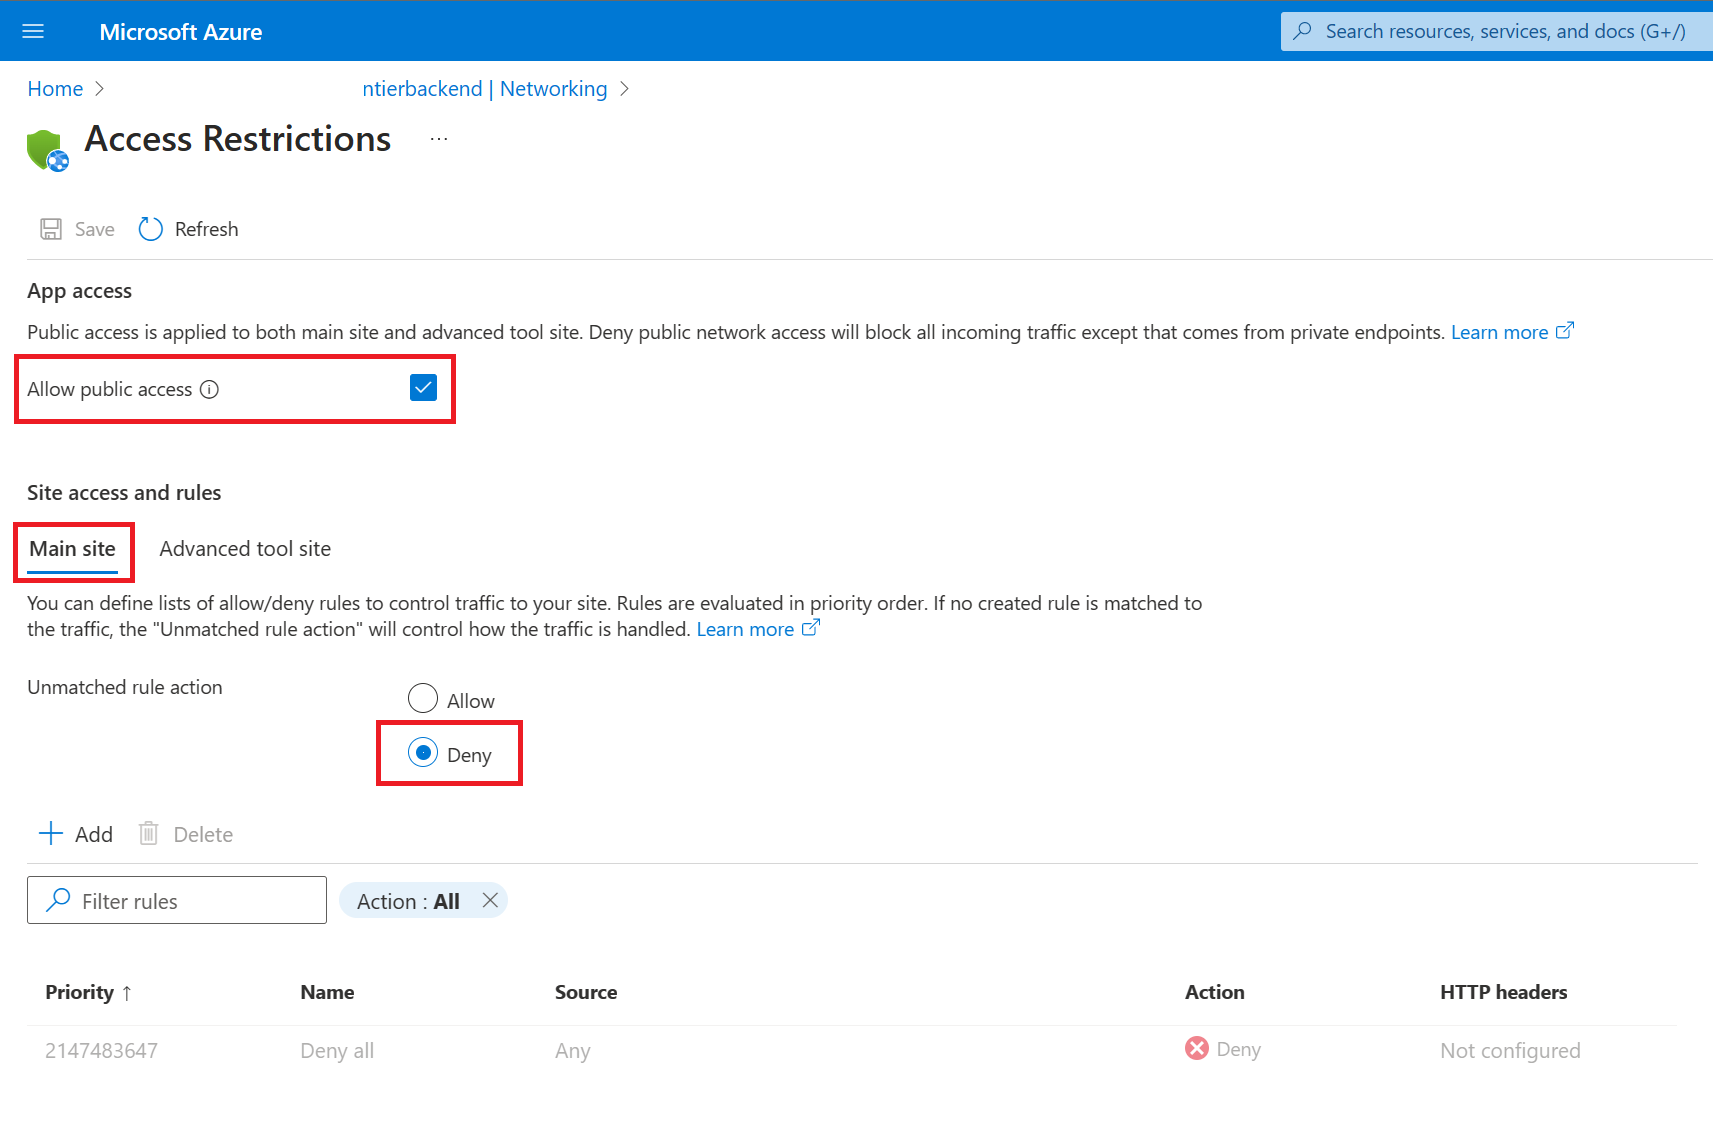 Microsoft Azure
Search resources, services, and docs (G+/)
Home > ntierbackend | Networking >
Access Restrictions ...
Save Refresh
App access
Public access is applied to both main site and advanced tool site. Deny public network access will block all incoming traffic except that comes from private endpoints. Learn more
Allow public access
Site access and rules
Main site Advanced tool site
You can define lists of allow/deny rules to control traffic to your site. Rules are evaluated in priority order. If no created rule is matched to
the traffic, the "Unmatched rule action" will control how the traffic is handled. Learn more
Unmatched rule action
Allow
Deny
Add Delete
Filter rules Action : All
Priority ↑ Name Source Action HTTP headers
2147483647 Deny all Any Deny Not configured